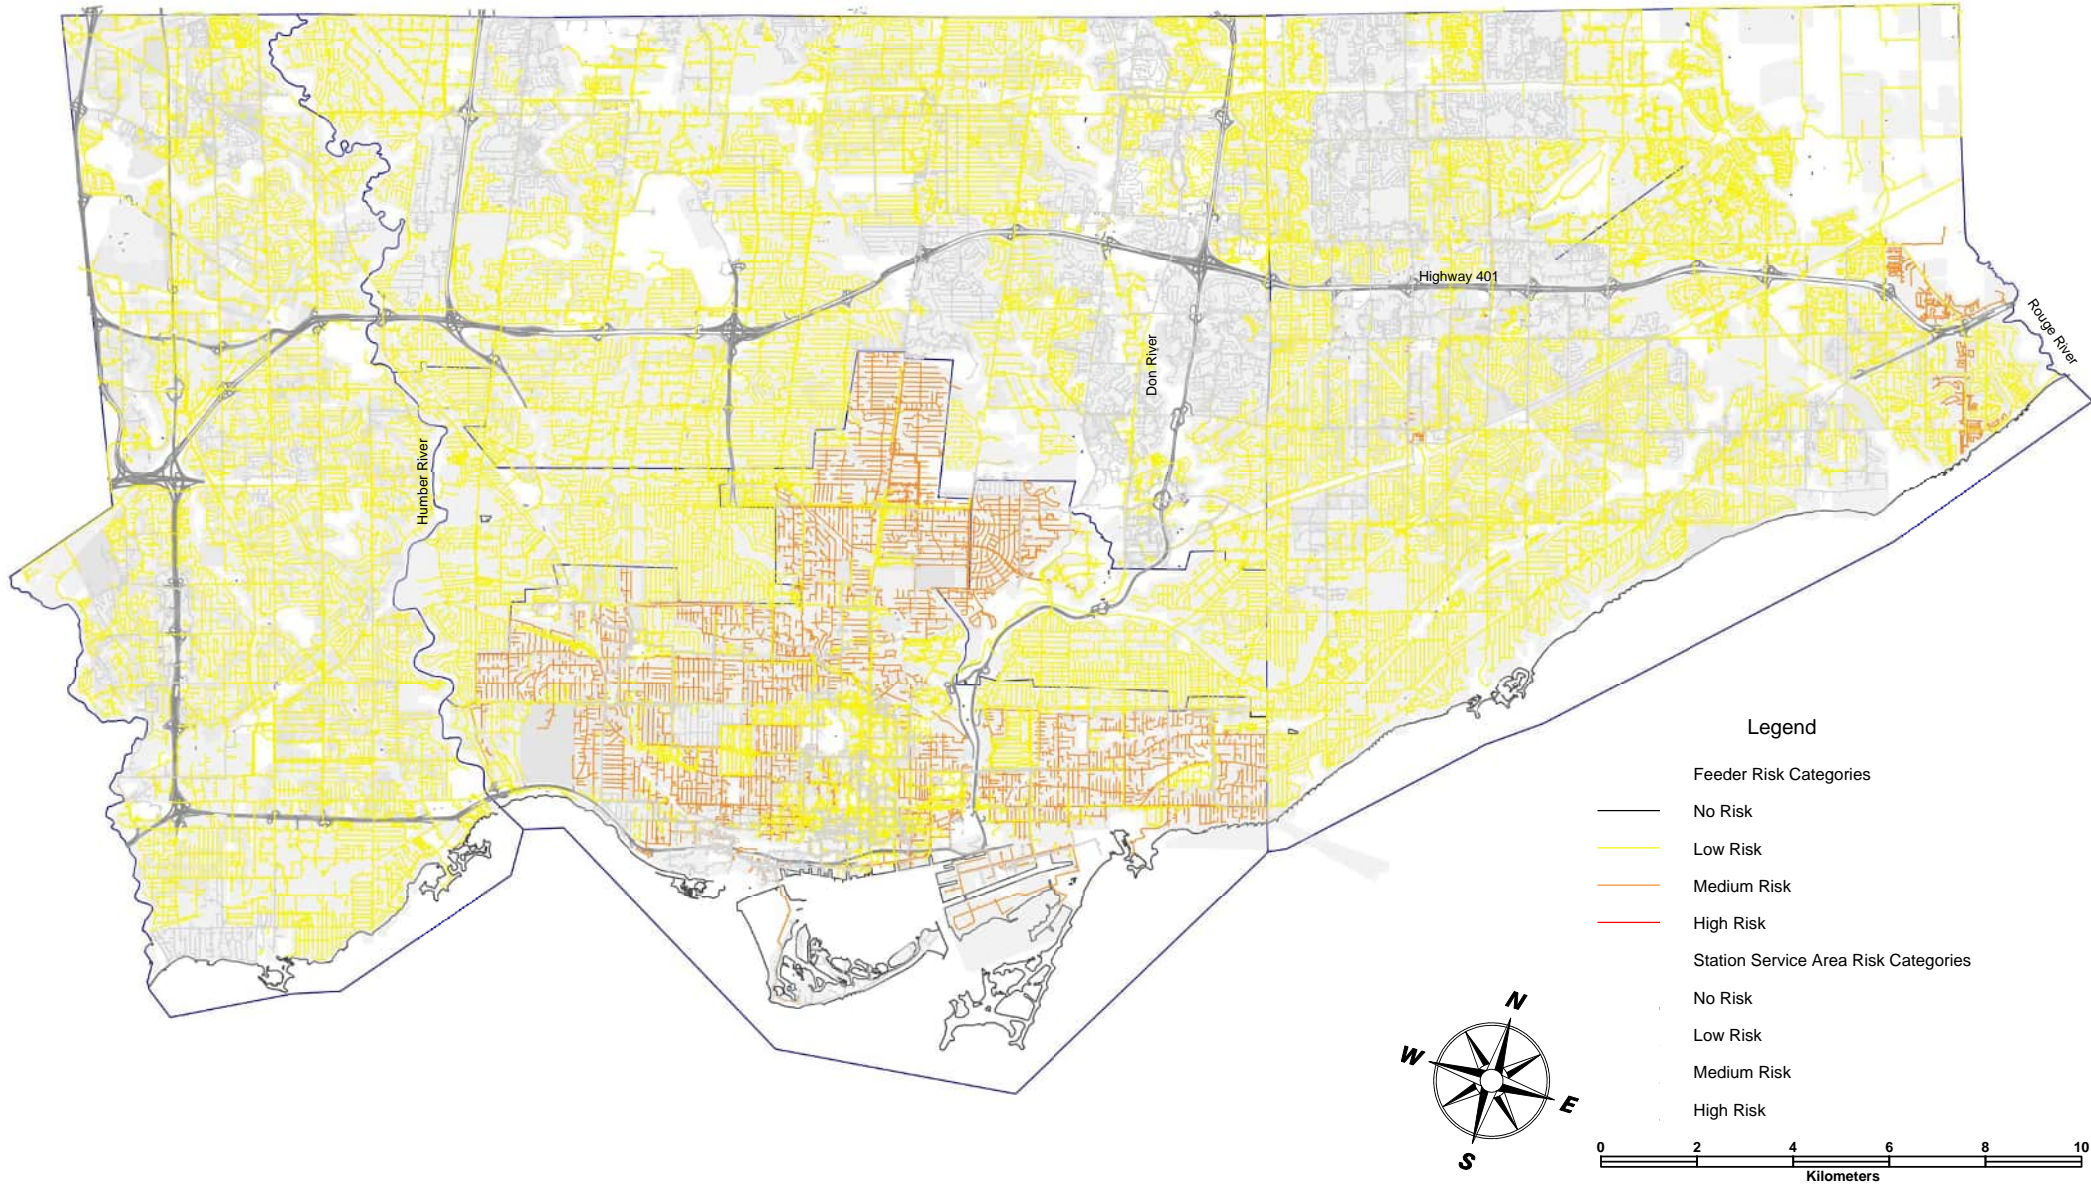 Highway 401
Rouge River
Don River
Humber River
Legend
Feeder Risk Categories
No Risk
Low Risk
Medium Risk
High Risk
Station Service Area Risk Categories
No Risk
Low Risk
Medium Risk
High Risk
N
W
E
S
0 2 4 6 8 10
Kilometers